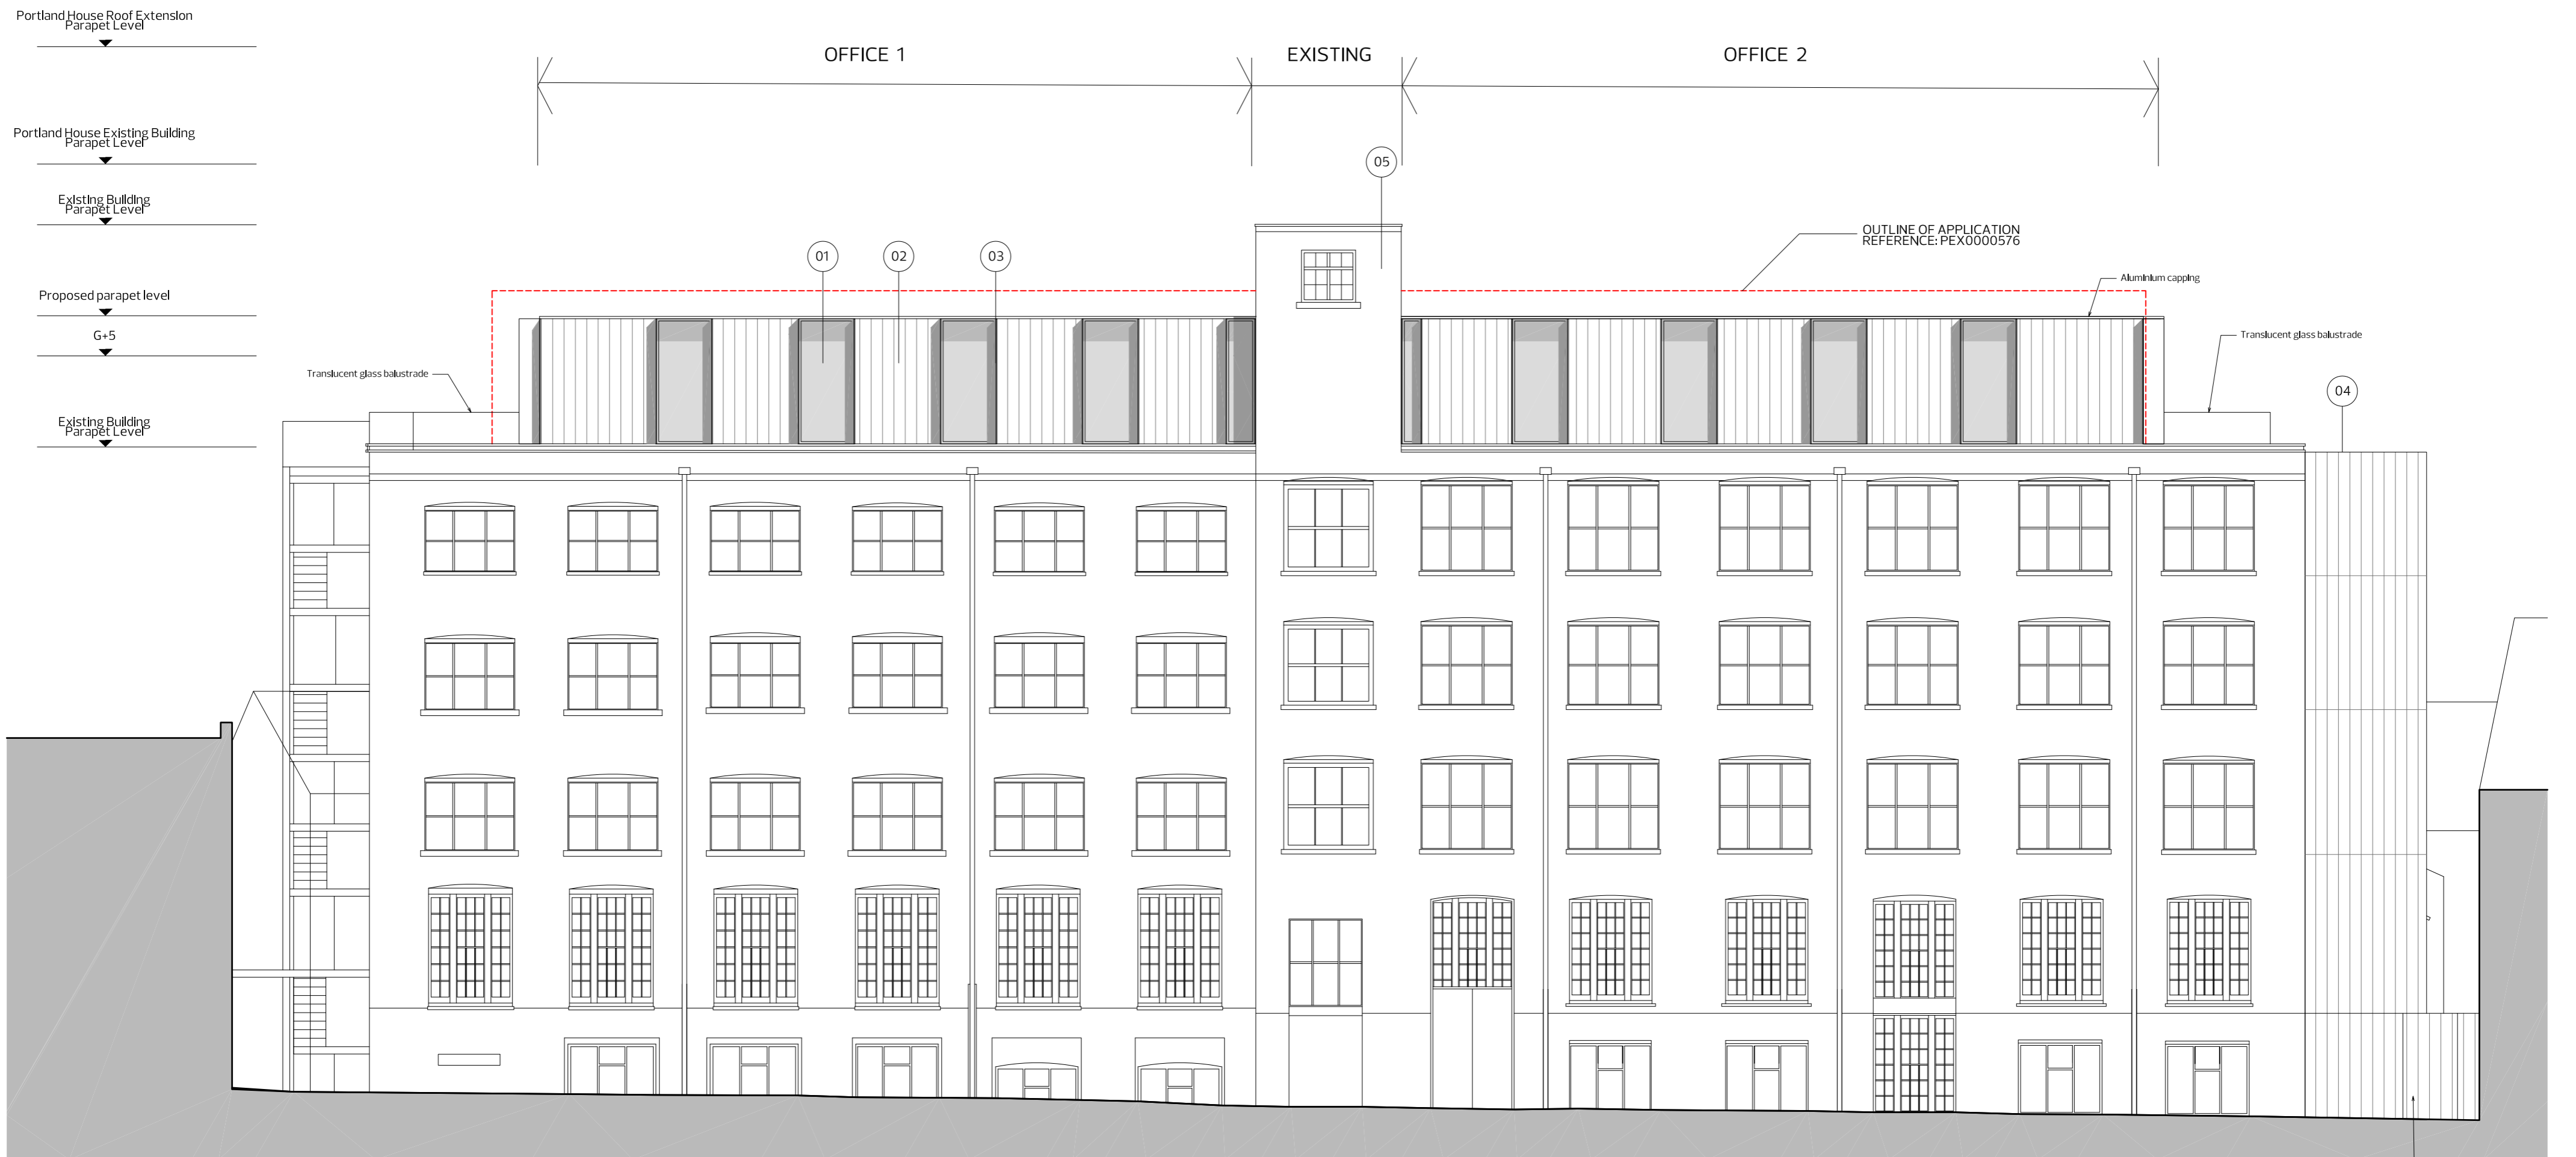 Portland House Roof Extension
Parapet Level
OFFICE 1
EXISTING
OFFICE 2
Portland House Existing Building
Parapet Level
05
Existing Building
Parapet Level
OUTLINE OF APPLICATION
REFERENCE: PEX0000576
01
02
03
Aluminium capping
Proposed parapet level
G+5
Translucent glass balustrade
Translucent glass balustrade
04
Existing Building
Parapet Level